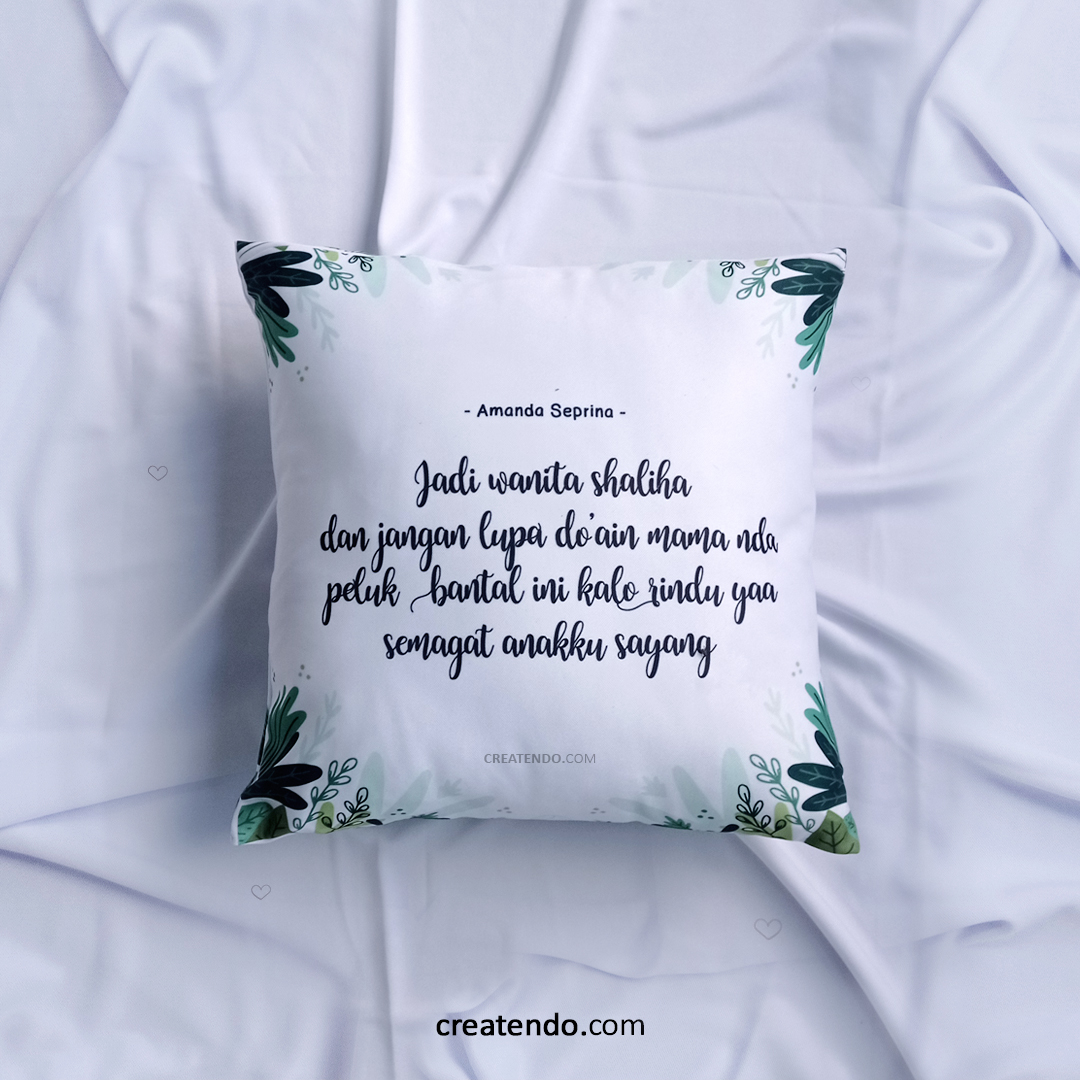 - Amanda Seprina -
Jadi wanita shaliha
dan jangan lupa do'ain mama nda
peluk bantal ini kalo rindu yaa
semagat anakku sayang
CREATENDO.COM
createndo.com